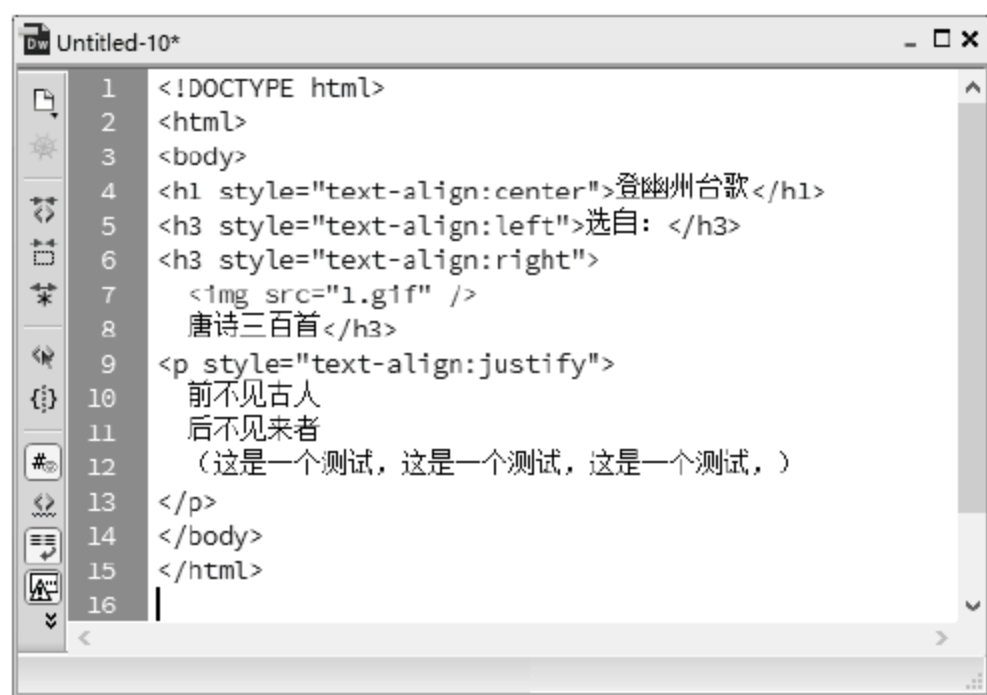 Dw Untitled-10*
1 <!DOCTYPE html>
2 <html>
3 <body>
4 <h1 style="text-align:center">登幽州台歌</h1>
5 <h3 style="text-align:left">选自：</h3>
6 <h3 style="text-align:right">
7 <img src="1.gif" />
8 唐诗三百首</h3>
9 <p style="text-align:justify">
10 前不见古人
11 后不见来者
12 （这是一个测试，这是一个测试，这是一个测试，）
13 </p>
14 </body>
15 </html>
16